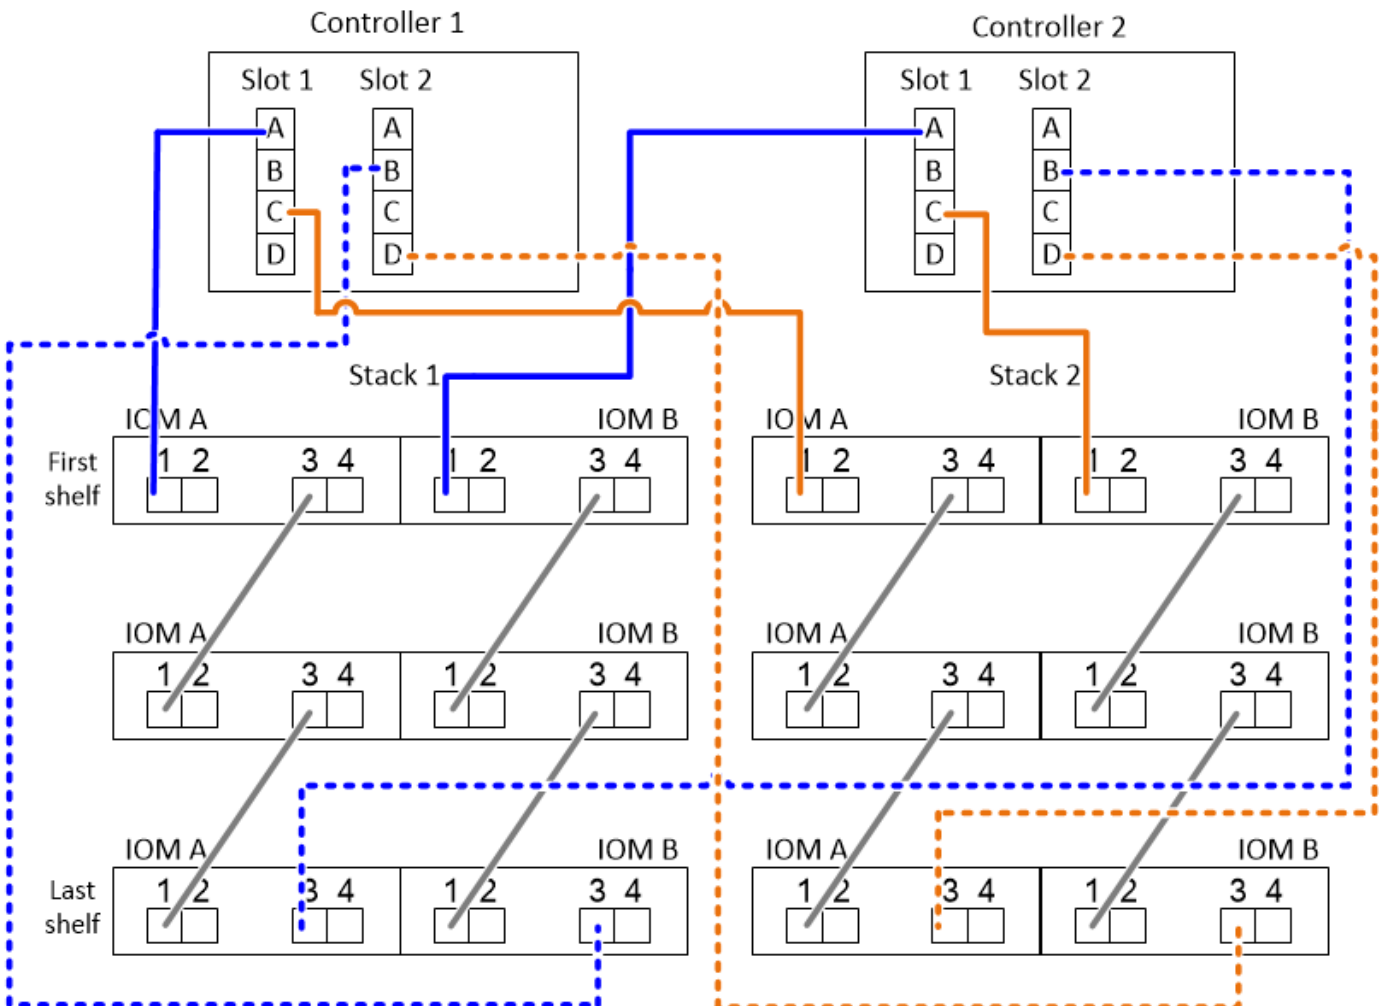 Controller 1
Controller 2
Slot 1 Slot 2
Slot 1 Slot 2
A A
B B
C C
D D
A A
B B
C C
D D
Stack 1
Stack 2
First shelf
IOM A IOM B
1 2 3 4 1 2 3 4
IOM A IOM B
1 2 3 4 1 2 3 4
IOM A IOM B
1 2 3 4 1 2 3 4
IOM A IOM B
1 2 3 4 1 2 3 4
Last shelf
IOM A IOM B
1 2 3 4 1 2 3 4
IOM A IOM B
1 2 3 4 1 2 3 4